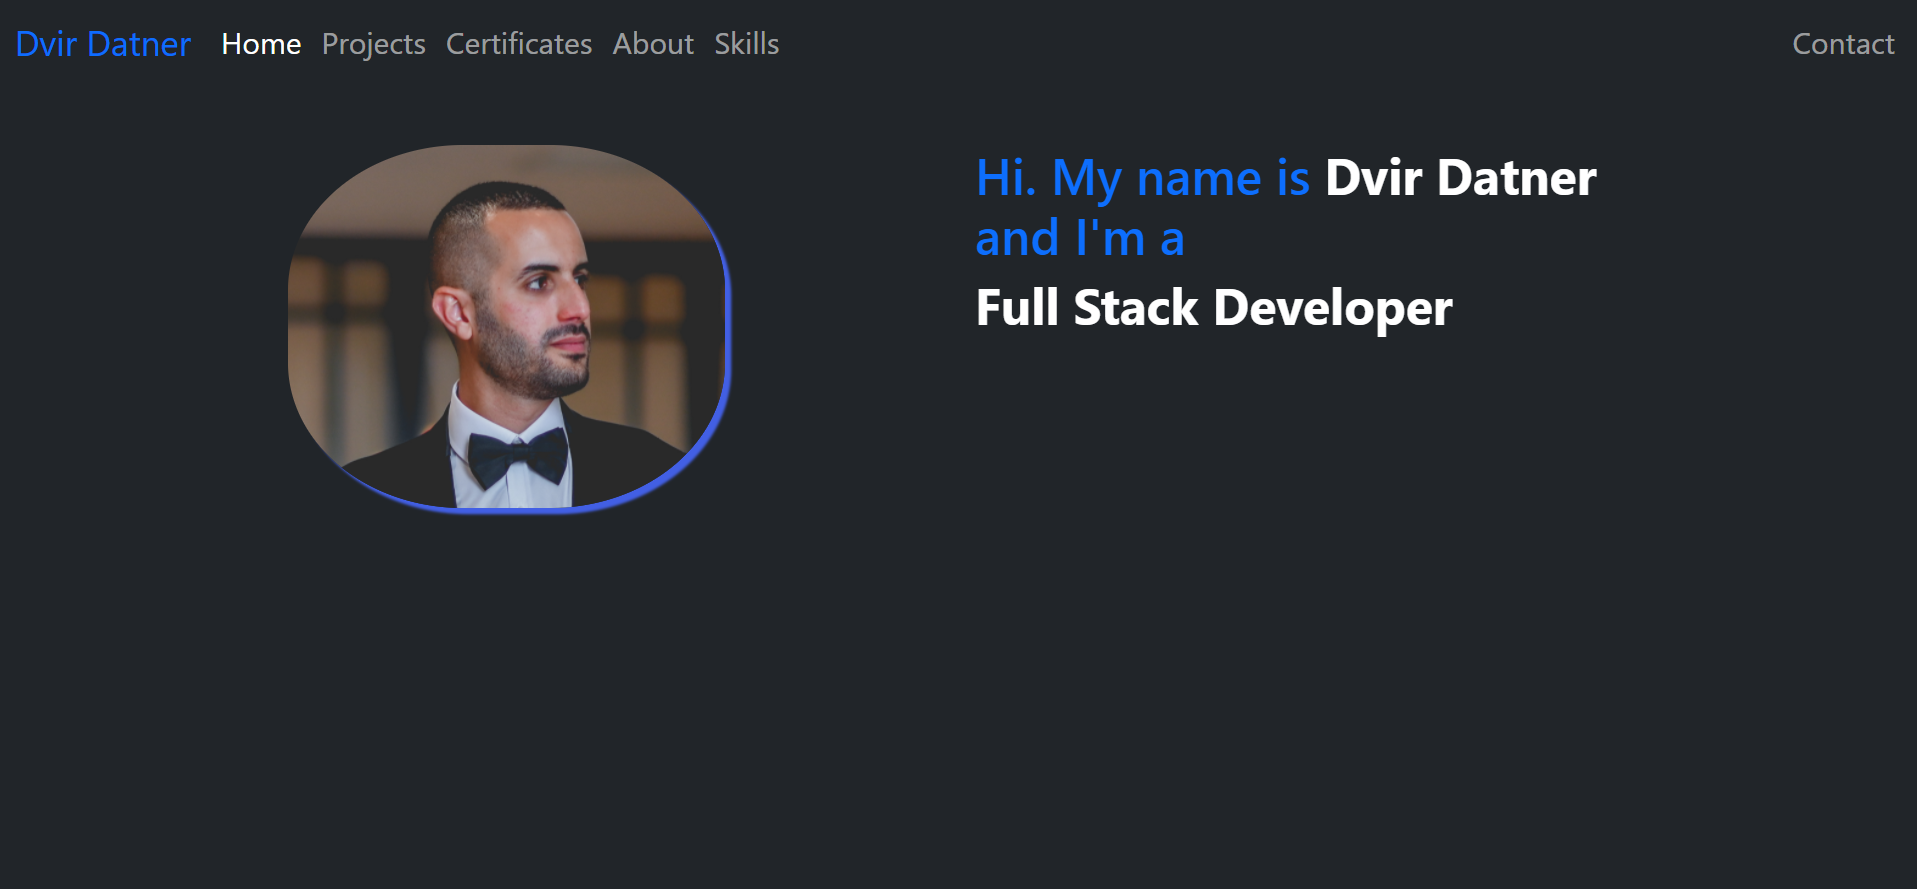 Dvir Datner Home Projects Certificates About Skills Contact
Hi. My name is Dvir Datner
and I'm a
Full Stack Developer